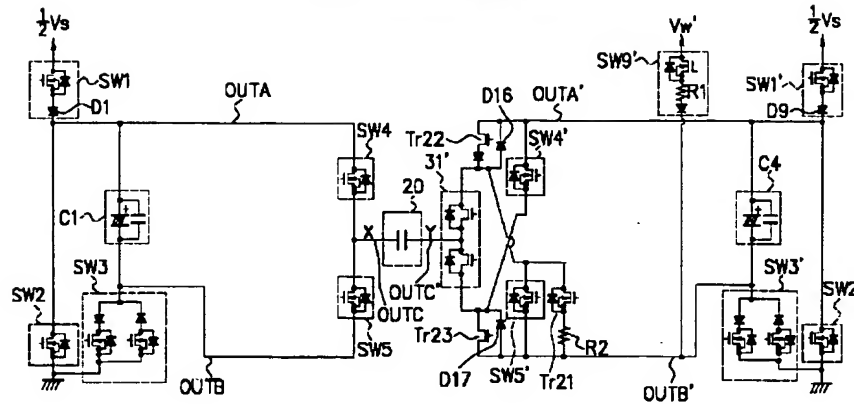 ½Vs
Vw'
½Vs
SW1
SW9'
L
R1
SW1'
D1
OUTA
D16
OUTA'
D9
Tr22
SW4
SW4'
31'
C4
20
C1
X
Y
SW3
SW3'
OUTC
OUTC'
SW2
SW5
Tr23
R2
SW2
D17
SW5'
Tr21
OUTB
OUTB'